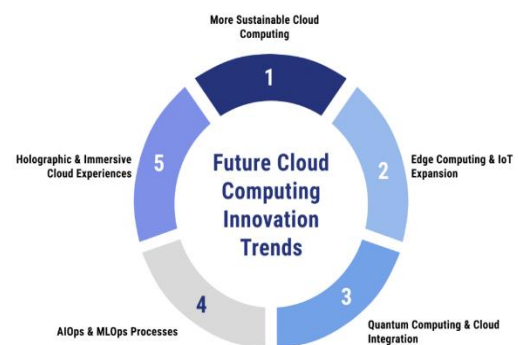 More Sustainable Cloud
Computing
1
Edge Computing & IoT
Expansion
2
Quantum Computing & Cloud
Integration
3
AIOps & MLOps Processes
4
Holographic & Immersive
Cloud Experiences
5
Future Cloud
Computing
Innovation
Trends